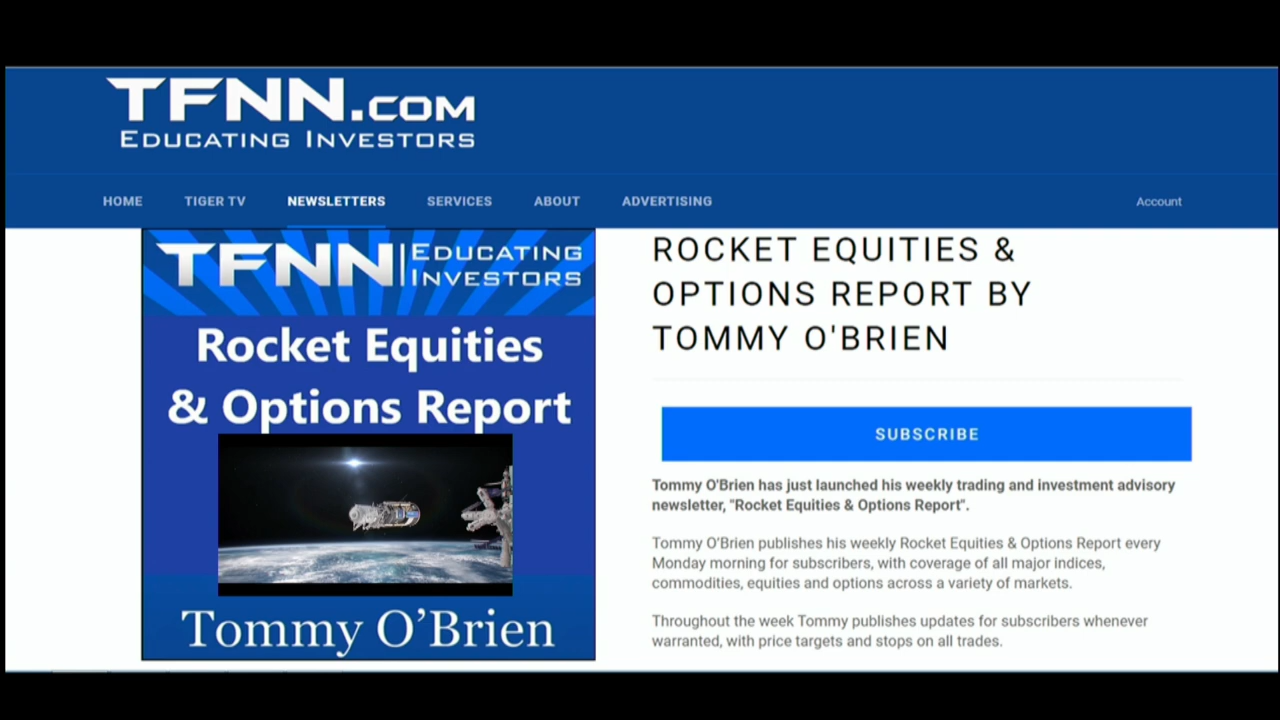 TFNN.COM
EDUCATING INVESTORS
HOME TIGER TV NEWSLETTERS SERVICES ABOUT ADVERTISING Account
TFNN EDUCATING
INVESTORS
Rocket Equities
& Options Report
Tommy O’Brien
ROCKET EQUITIES &
OPTIONS REPORT BY
TOMMY O'BRIEN
SUBSCRIBE
Tommy O'Brien has just launched his weekly trading and investment advisory
newsletter, "Rocket Equities & Options Report".
Tommy O’Brien publishes his weekly Rocket Equities & Options Report every
Monday morning for subscribers, with coverage of all major indices,
commodities, equities and options across a variety of markets.
Throughout the week Tommy publishes updates for subscribers whenever
warranted, with price targets and stops on all trades.